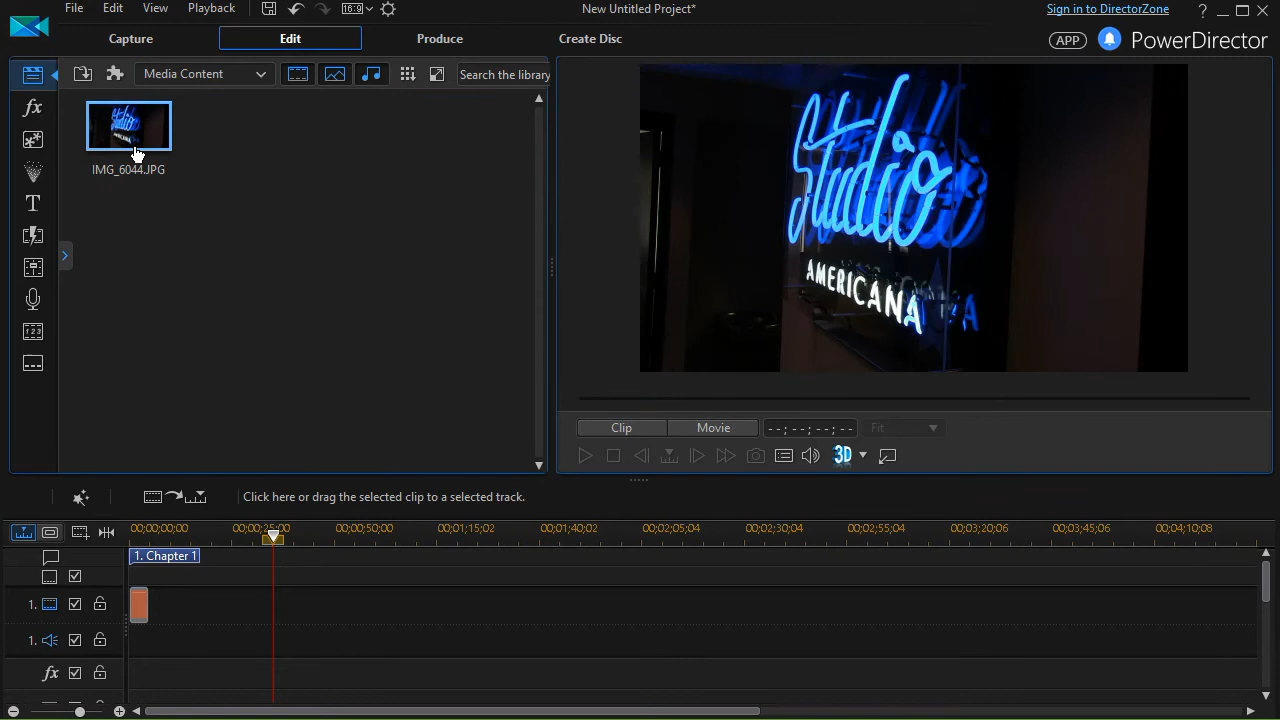 File Edit View Playback 16:9 New Untitled Project* Sign in to DirectorZone ?
Capture Edit Produce Create Disc APP PowerDirector
fx Media Content Search the library
IMG_6044.JPG
T
Studio
AMERICANA
Clip Movie --;--;--;-- Fit
3D
Click here or drag the selected clip to a selected track.
00;00;00;00 00;00;25;00 00;00;50;00 00;01;15;02 00;01;40;02 00;02;05;04 00;02;30;04 00;02;55;04 00;03;20;06 00;03;45;06 00;04;10;08
1. Chapter 1
1.
1.
fx